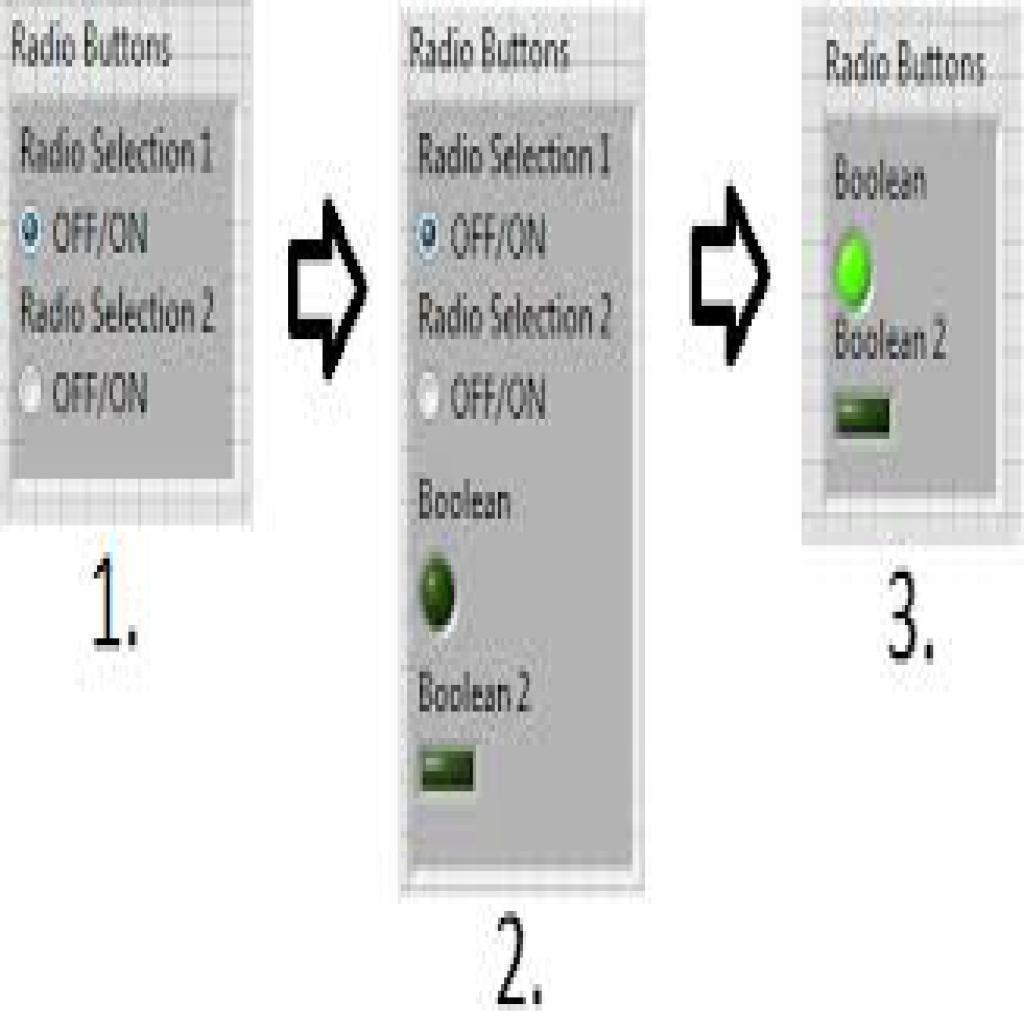 Radio Buttons
Radio Selection 1
OFF/ON
Radio Selection 2
OFF/ON
1.
Radio Buttons
Radio Selection 1
OFF/ON
Radio Selection 2
OFF/ON
Boolean
Boolean 2
2.
Radio Buttons
Boolean
Boolean 2
3.